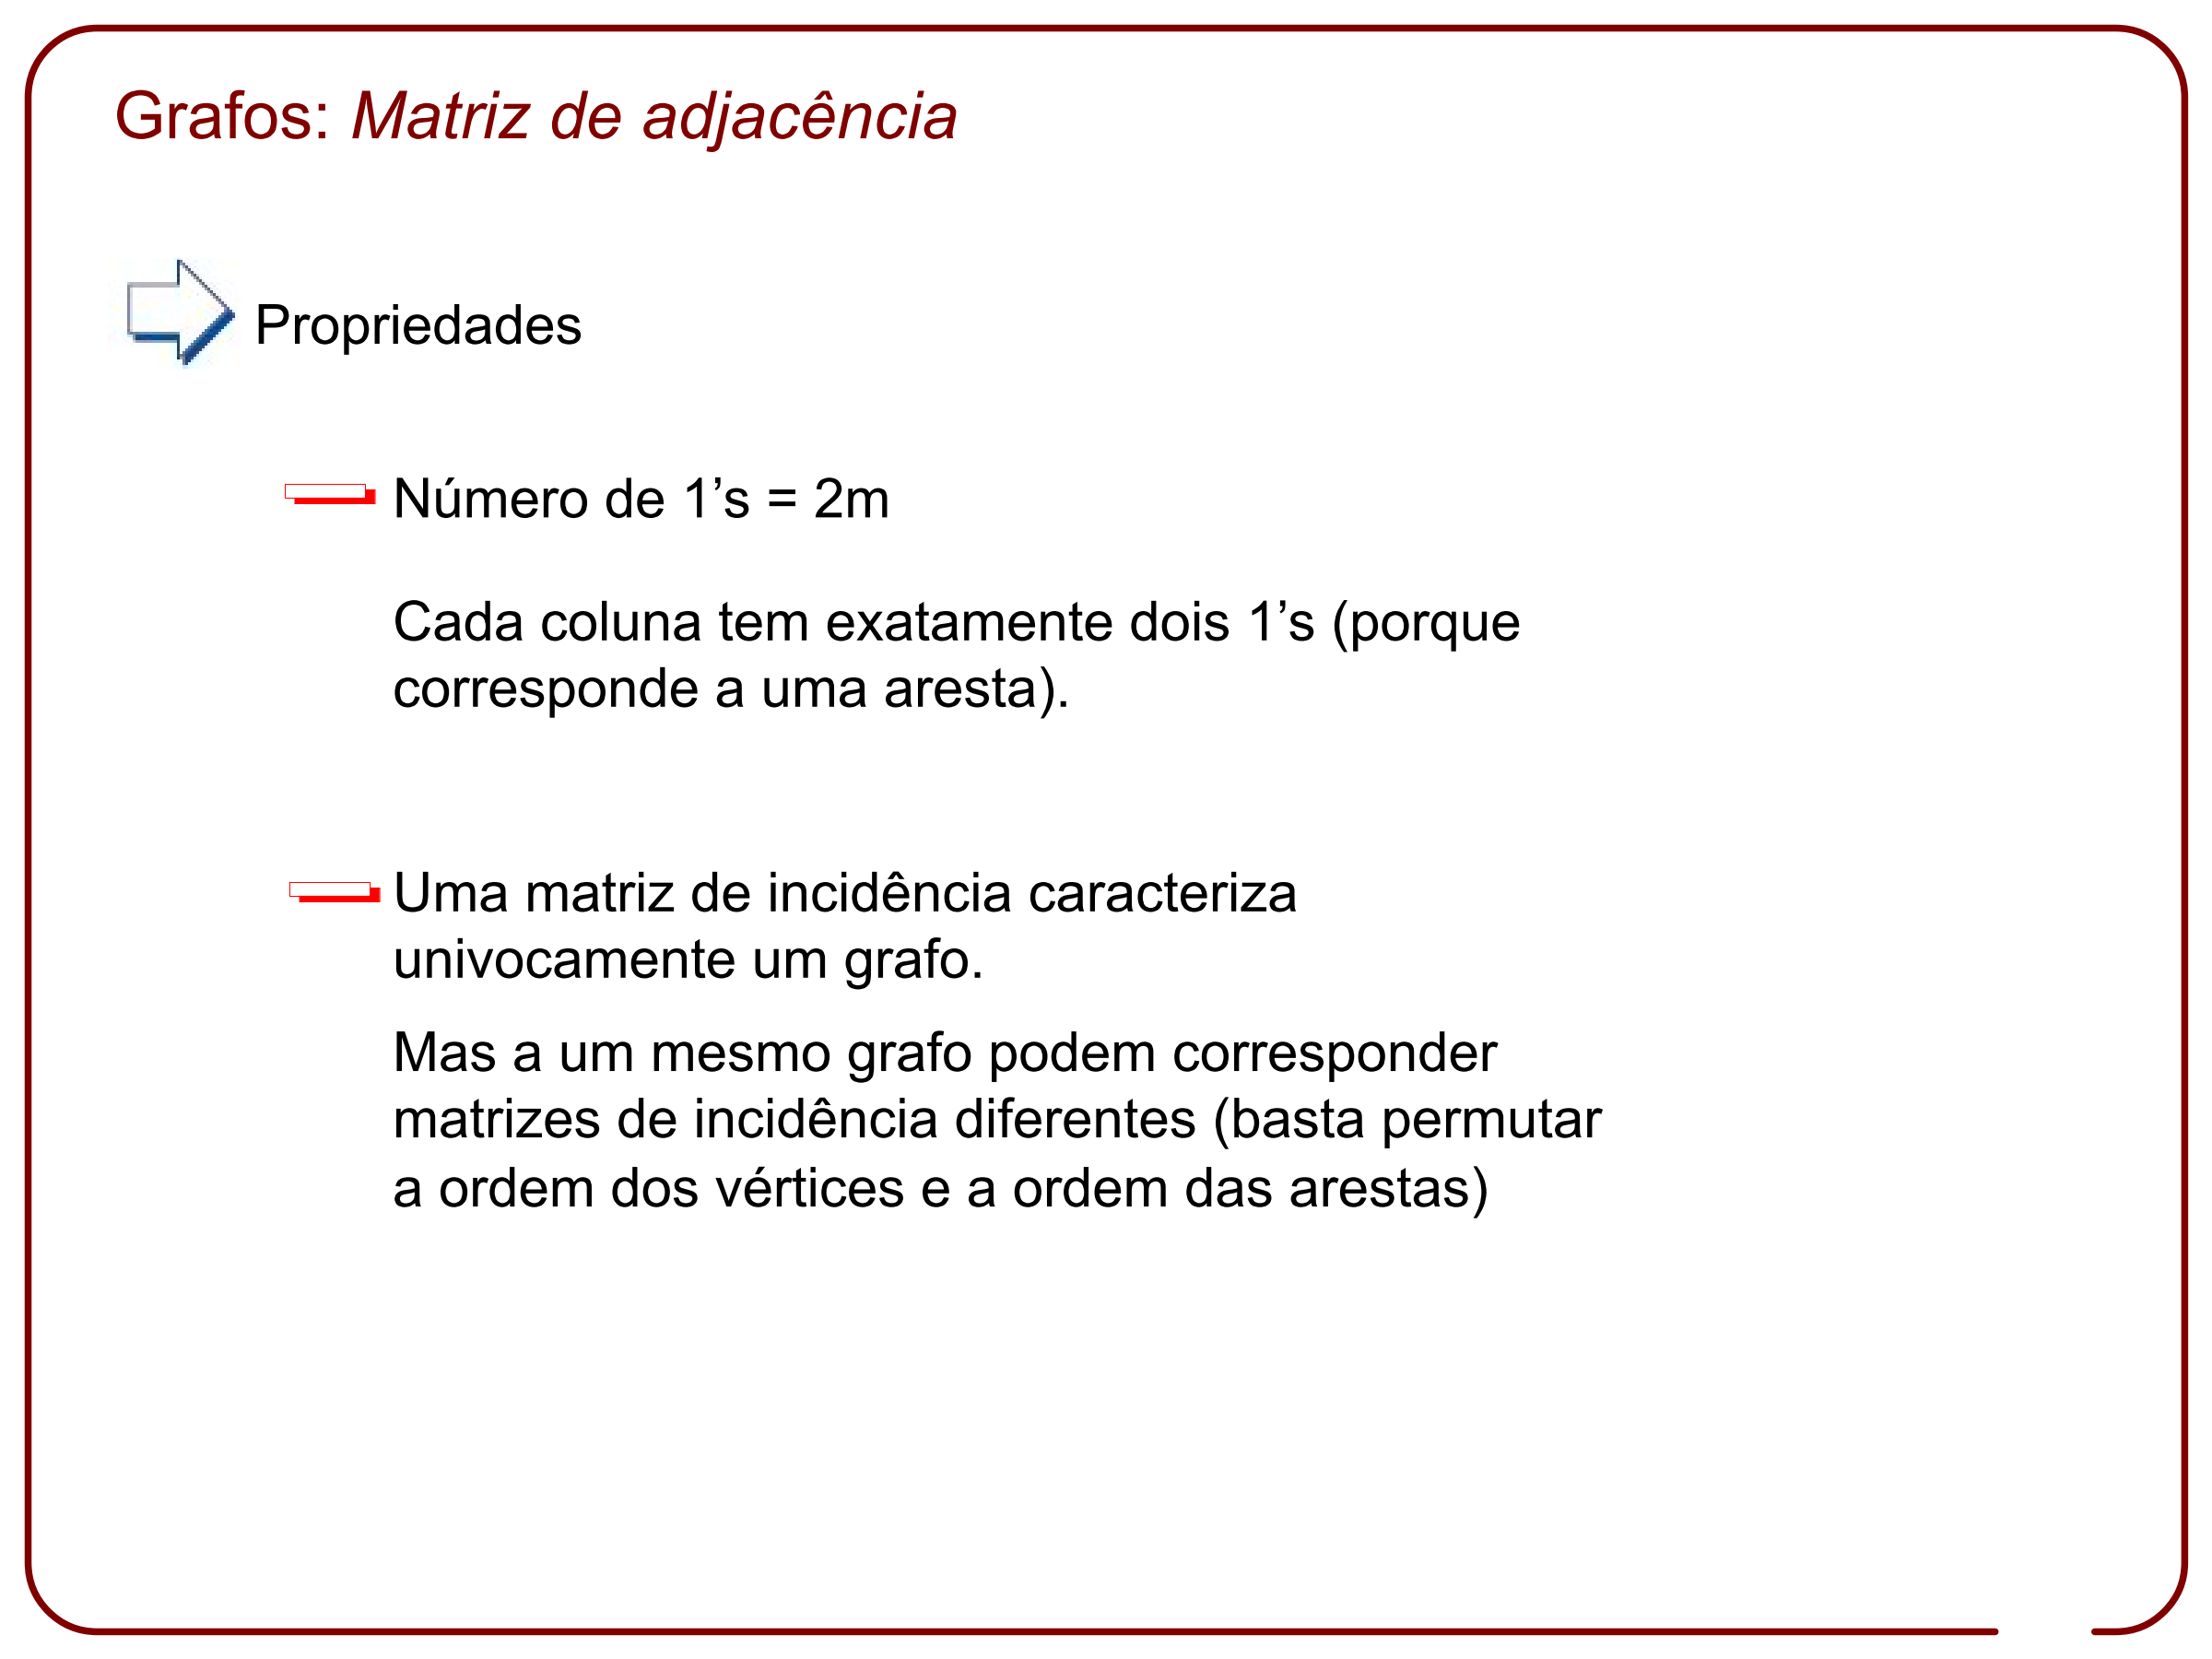 Grafos: Matriz de adjacência
Propriedades
Número de 1’s = 2m
Cada coluna tem exatamente dois 1’s (porque
corresponde a uma aresta).
Uma matriz de incidência caracteriza
univocamente um grafo.
Mas a um mesmo grafo podem corresponder
matrizes de incidência diferentes (basta permutar
a ordem dos vértices e a ordem das arestas)